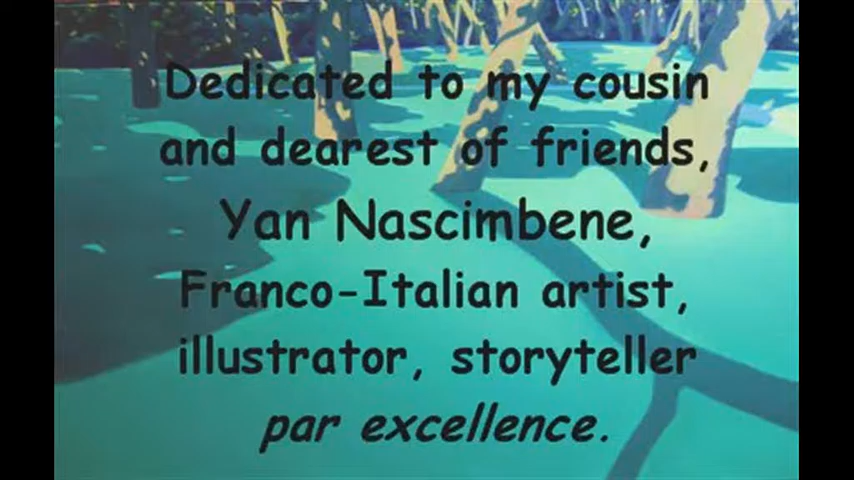 Dedicated to my cousin
and dearest of friends,
Yan Nascimbene,
Franco-Italian artist,
illustrator, storyteller
par excellence.